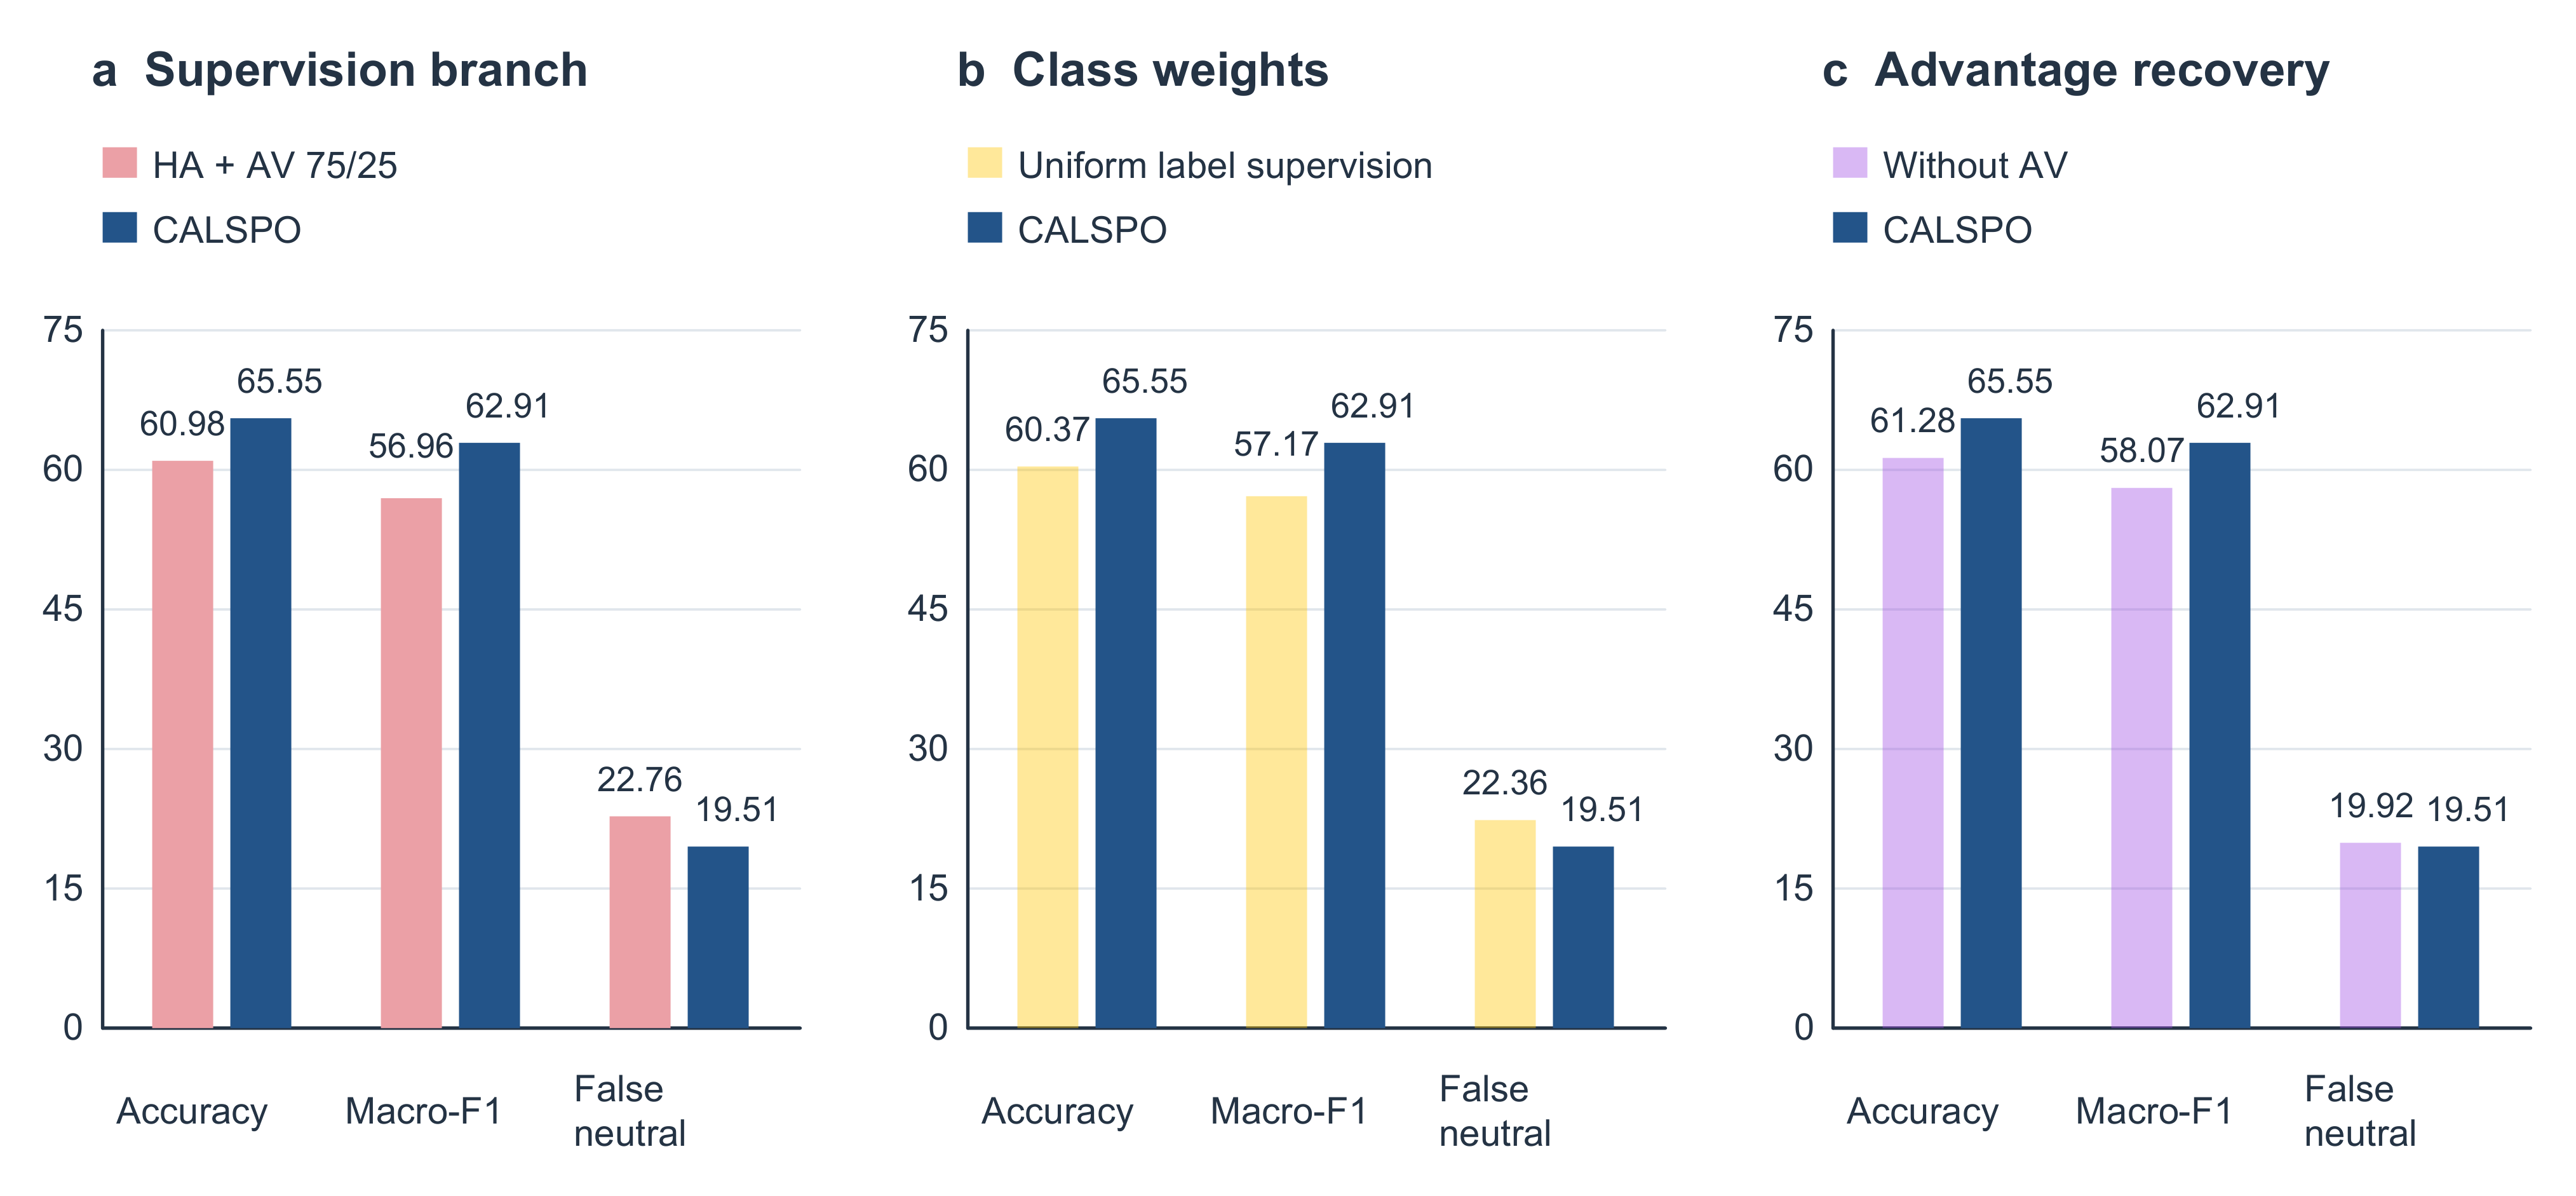 a Supervision branch
HA + AV 75/25
CALSPO
75
60
45
30
15
0
60.98
65.55
56.96
62.91
22.76
19.51
Accuracy
Macro-F1
False
neutral
b Class weights
Uniform label supervision
CALSPO
75
60
45
30
15
0
60.37
65.55
57.17
62.91
22.36
19.51
Accuracy
Macro-F1
False
neutral
c Advantage recovery
Without AV
CALSPO
75
60
45
30
15
0
61.28
65.55
58.07
62.91
19.92
19.51
Accuracy
Macro-F1
False
neutral